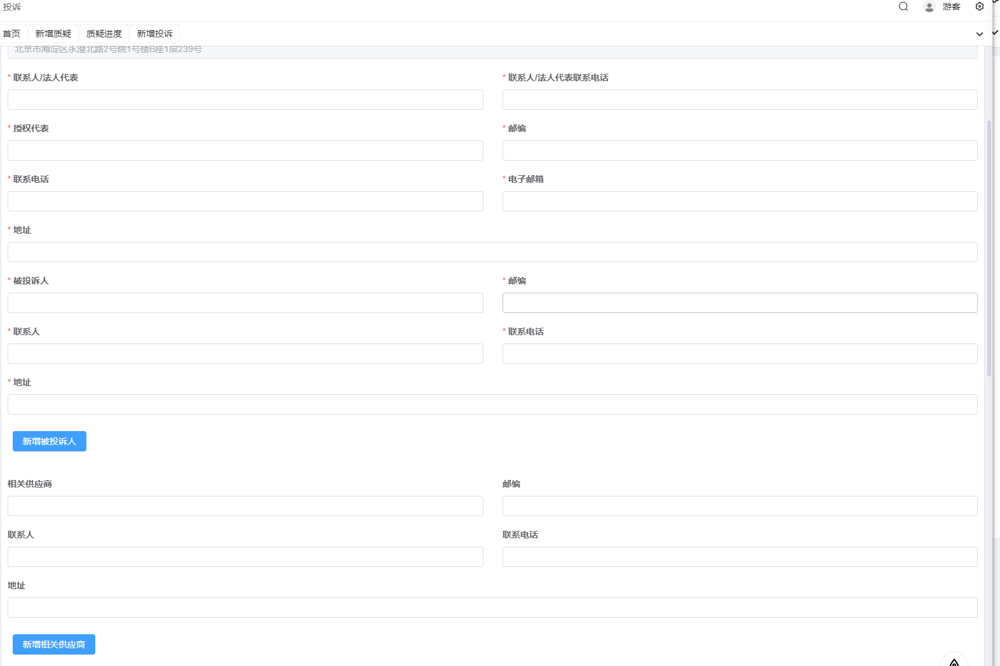 投诉
游客
首页 新增质疑 质疑进度 新增投诉
北京市海淀区永澄北路2号院1号楼B座1层239号
* 联系人/法人代表 * 联系人/法人代表联系电话
* 授权代表 * 邮编
* 联系电话 * 电子邮箱
* 地址
* 被投诉人 * 邮编
* 联系人 * 联系电话
* 地址
新增被投诉人
相关供应商 邮编
联系人 联系电话
地址
新增相关供应商